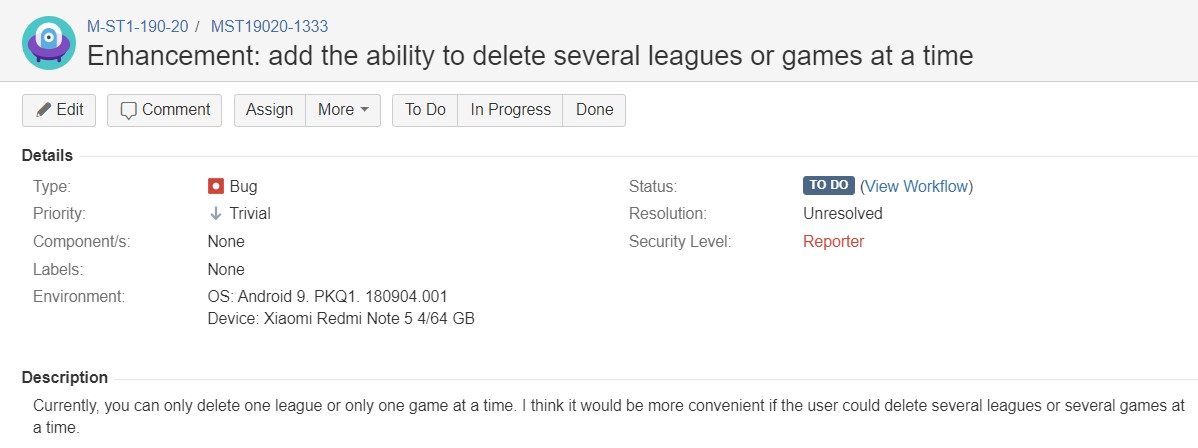 M-ST1-190-20 / MST19020-1333
Enhancement: add the ability to delete several leagues or games at a time
Edit Comment Assign More To Do In Progress Done
Details
Type: Bug Status: TO DO (View Workflow)
Priority: Trivial Resolution: Unresolved
Component/s: None Security Level: Reporter
Labels: None
Environment: OS: Android 9. PKQ1. 180904.001
Device: Xiaomi Redmi Note 5 4/64 GB
Description
Currently, you can only delete one league or only one game at a time. I think it would be more convenient if the user could delete several leagues or several games at
a time.